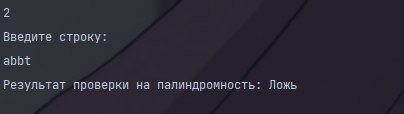 2
Введите строку:
abbt
Результат проверки на палиндромность: Ложь